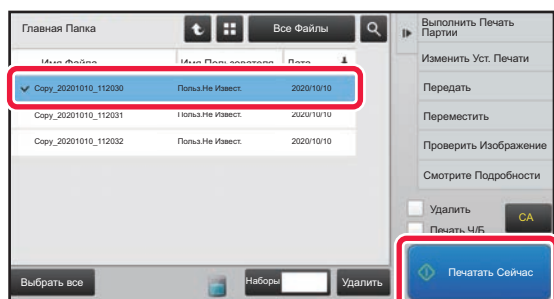 Главная Папка
Все Файлы
Имя Файла
Имя Пользователя
Дата
Copy_20201010_112030
Польз.Не Извест.
2020/10/10
Copy_20201010_112031
Польз.Не Извест.
2020/10/10
Copy_20201010_112032
Польз.Не Извест.
2020/10/10
Выбрать все
Наборы
Удалить
Выполнить Печать
Партии
Изменить Уст. Печати
Передать
Переместить
Проверить Изображение
Смотрите Подробности
Удалить
Печать Ч/Б
CA
Печатать Сейчас